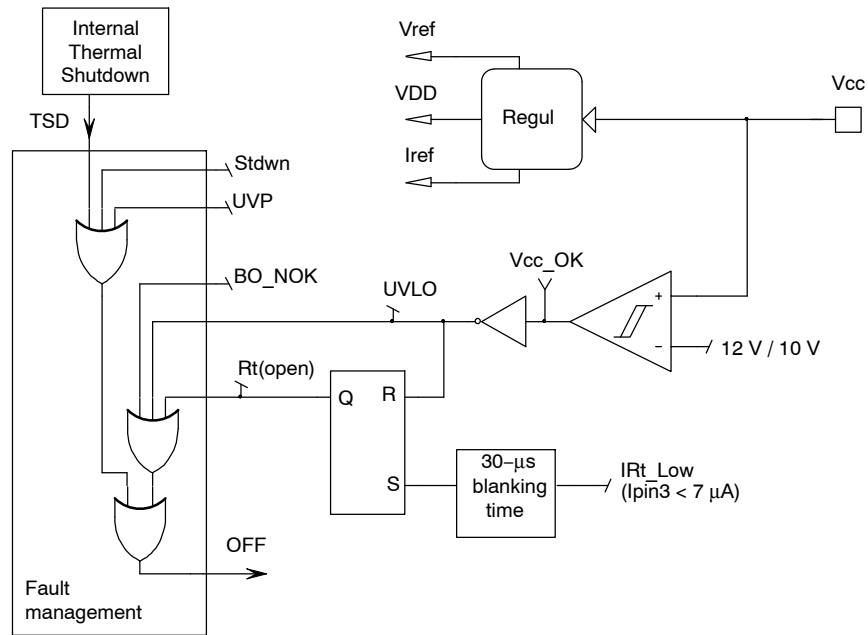 Internal
Thermal
Shutdown
TSD
Vref
VDD
Iref
Regul
Vcc
Stdwn
UVP
BO_NOK
UVLO
Vcc_OK
+
−
12 V / 10 V
Rt(open)
Q
R
S
30−μs
blanking
time
IRt_Low
(Ipin3 < 7 μA)
OFF
Fault
management